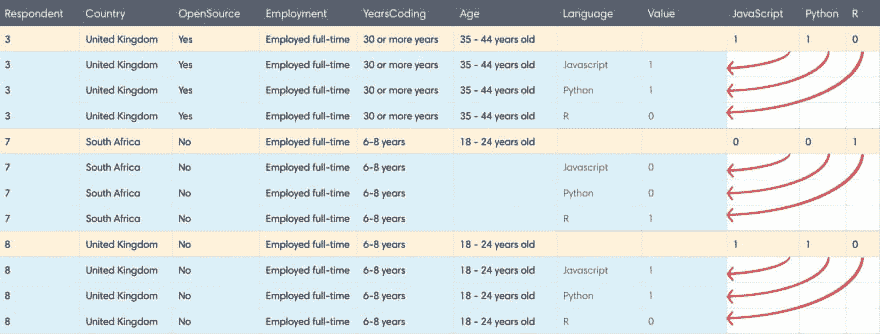 Respondent Country OpenSource Employment YearsCoding Age Language Value JavaScript Python R
3 United Kingdom Yes Employed full-time 30 or more years 35 - 44 years old 1 1 0
3 United Kingdom Yes Employed full-time 30 or more years 35 - 44 years old Javascript 1
3 United Kingdom Yes Employed full-time 30 or more years 35 - 44 years old Python 1
3 United Kingdom Yes Employed full-time 30 or more years 35 - 44 years old R 0
7 South Africa No Employed full-time 6-8 years 18 - 24 years old 0 0 1
7 South Africa No Employed full-time 6-8 years Javascript 0
7 South Africa No Employed full-time 6-8 years Python 0
7 South Africa No Employed full-time 6-8 years R 1
8 United Kingdom No Employed full-time 6-8 years 18 - 24 years old 1 1 0
8 United Kingdom No Employed full-time 6-8 years 18 - 24 years old Javascript 1
8 United Kingdom No Employed full-time 6-8 years 18 - 24 years old Python 1
8 United Kingdom No Employed full-time 6-8 years 18 - 24 years old R 0